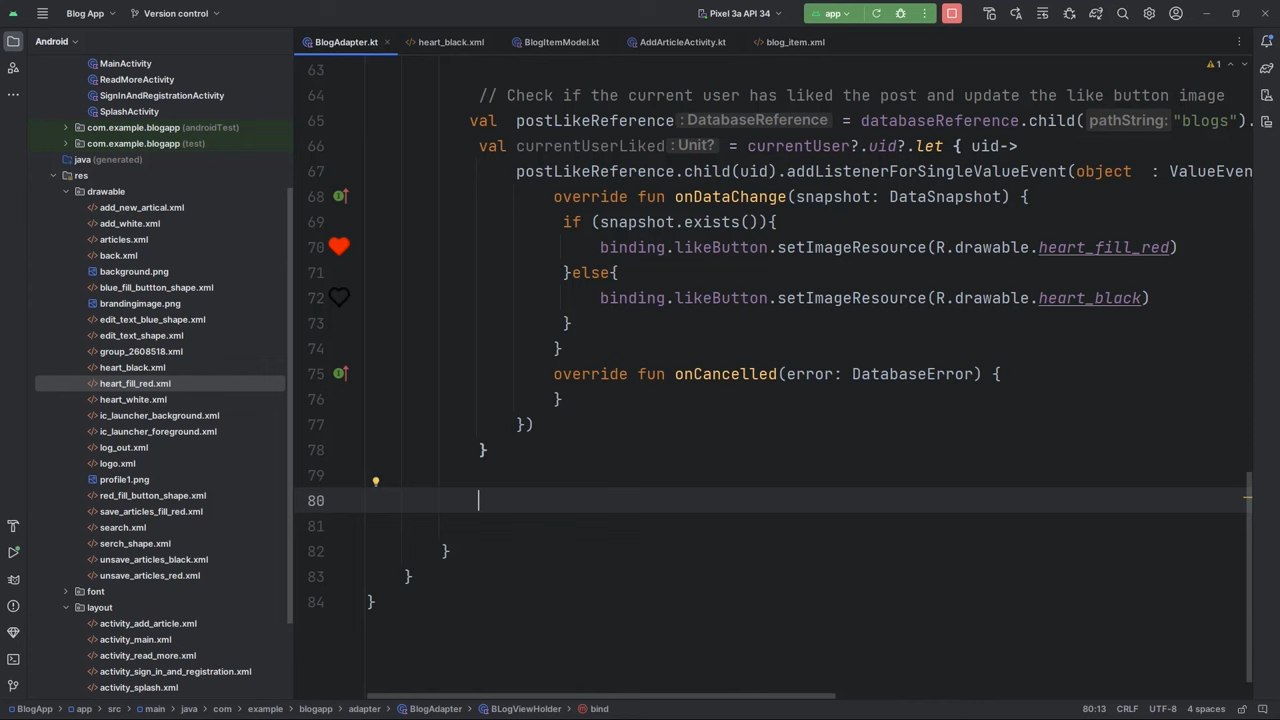 Blog App
Version control
Pixel 3a API 34
app
Android
BlogAdapter.kt
heart_black.xml
BlogItemModel.kt
AddArticleActivity.kt
blog_item.xml
MainActivity
ReadMoreActivity
SignInAndRegistrationActivity
SplashActivity
com.example.blogapp (androidTest)
com.example.blogapp (test)
java (generated)
res
drawable
add_new_artical.xml
add_white.xml
articles.xml
back.xml
background.png
blue_fill_buttton_shape.xml
brandingimage.png
edit_text_blue_shape.xml
edit_text_shape.xml
group_2608518.xml
heart_black.xml
heart_fill_red.xml
heart_white.xml
ic_launcher_background.xml
ic_launcher_foreground.xml
log_out.xml
logo.xml
profile1.png
red_fill_button_shape.xml
save_articles_fill_red.xml
search.xml
serch_shape.xml
unsave_articles_black.xml
unsave_articles_red.xml
font
layout
activity_add_article.xml
activity_main.xml
activity_read_more.xml
activity_sign_in_and_registration.xml
activity_splash.xml
1
63
64 // Check if the current user has liked the post and update the like button image
65 val postLikeReference : DatabaseReference = databaseReference.child( pathString: "blogs").
66 val currentUserLiked : Unit? = currentUser?.uid?.let { uid->
67 postLikeReference.child(uid).addListenerForSingleValueEvent(object : ValueEven
68 override fun onDataChange(snapshot: DataSnapshot) {
69 if (snapshot.exists()){
70 binding.likeButton.setImageResource(R.drawable.heart_fill_red)
71 }else{
72 binding.likeButton.setImageResource(R.drawable.heart_black)
73 }
74 }
75 override fun onCancelled(error: DatabaseError) {
76 }
77 })
78 }
79
80
81
82 }
83 }
84 }
BlogApp > app > src > main > java > com > example > blogapp > adapter > BlogAdapter > BLogViewHolder > bind
80:13 CRLF UTF-8 4 spaces